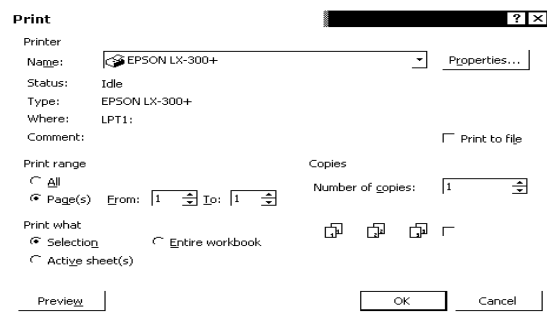 Print
Printer
Name: EPSON LX-300+ Properties...
Status: Idle
Type: EPSON LX-300+
Where: LPT1:
Comment: Print to file
Print range Copies
All
Page(s) From: 1 To: 1 Number of copies: 1
Print what
Selection Entire workbook
Active sheet(s)
Preview OK Cancel